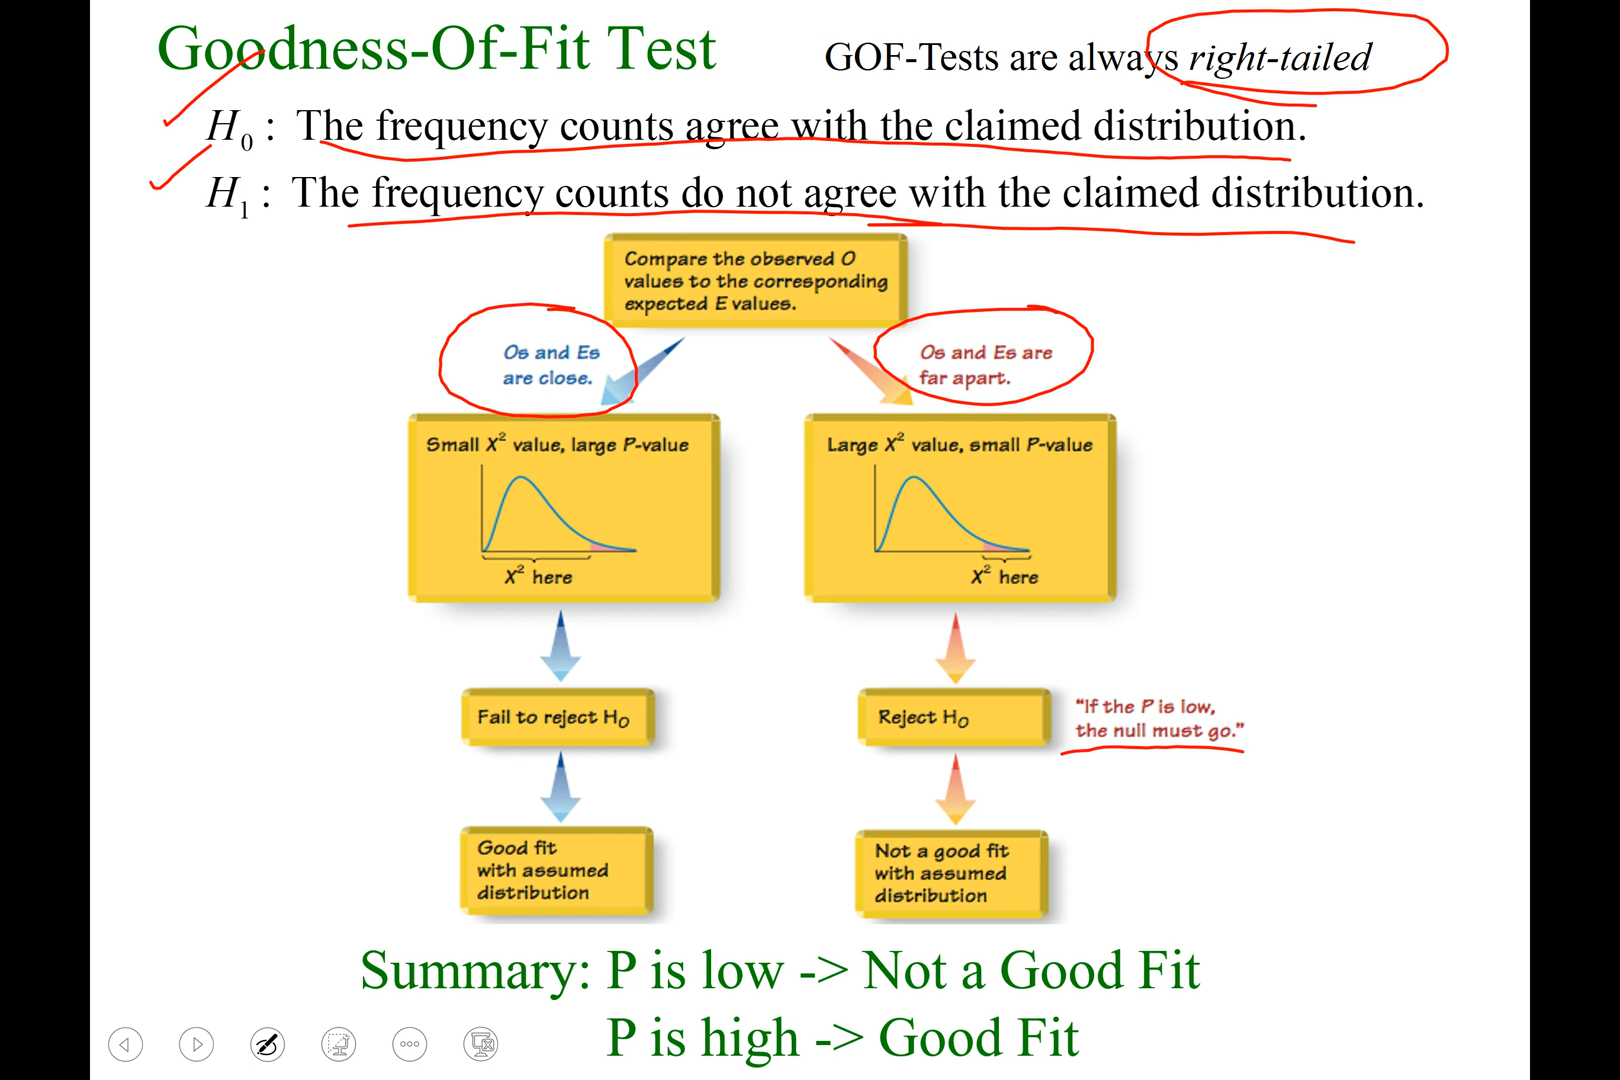 Goodness-Of-Fit Test
GOF-Tests are always right-tailed
H₀ : The frequency counts agree with the claimed distribution.
H₁ : The frequency counts do not agree with the claimed distribution.
Compare the observed O
values to the corresponding
expected E values.
Os and Es
are close.
Os and Es are
far apart.
Small X² value, large P-value
X² here
Large X² value, small P-value
X² here
Fail to reject H₀
Reject H₀
"If the P is low,
the null must go."
Good fit
with assumed
distribution
Not a good fit
with assumed
distribution
Summary: P is low -> Not a Good Fit
P is high -> Good Fit